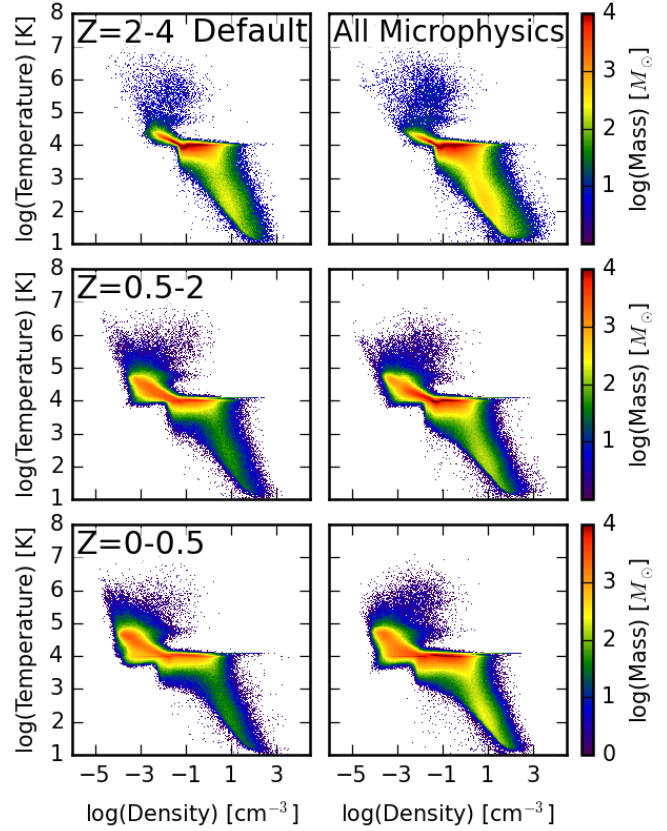 Z=2-4 Default
All Microphysics
log(Temperature) [K]
8
7
6
5
4
3
2
1
4
3
2
1
log(Mass) [M⊙]
Z=0.5-2
log(Temperature) [K]
8
7
6
5
4
3
2
1
4
3
2
1
0
log(Mass) [M⊙]
Z=0-0.5
log(Temperature) [K]
8
7
6
5
4
3
2
1
4
3
2
1
0
log(Mass) [M⊙]
−5 −3 −1 1 3
−5 −3 −1 1 3
log(Density) [cm⁻³]
log(Density) [cm⁻³]